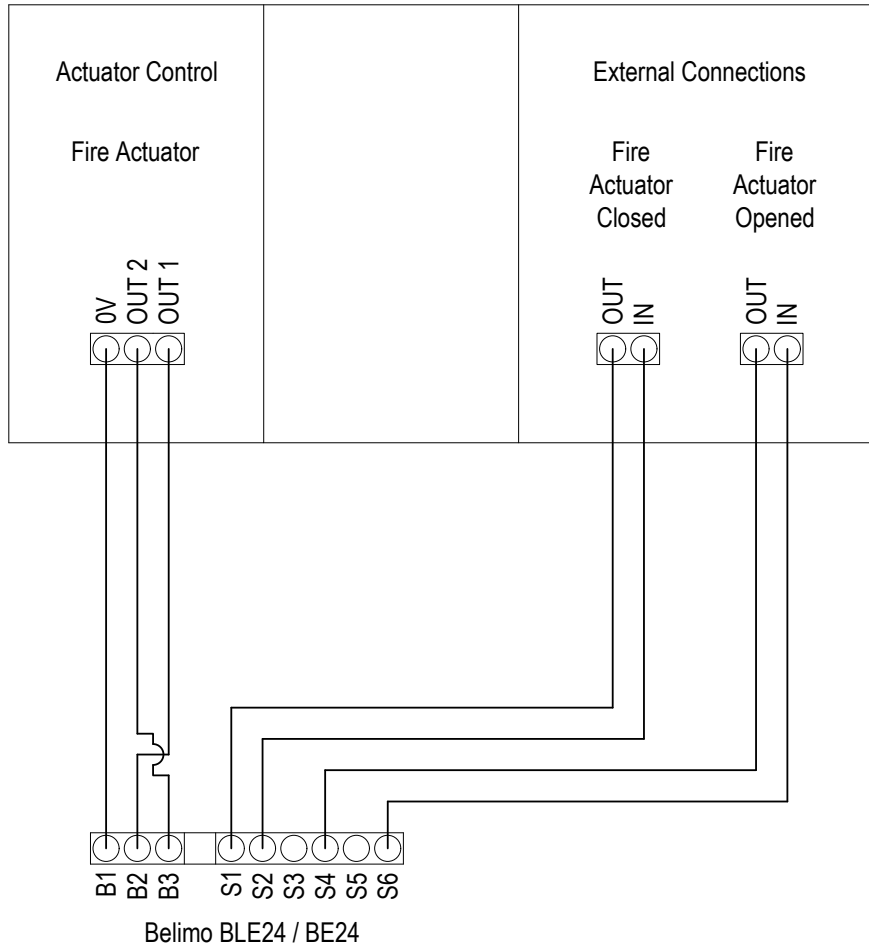 Actuator Control
External Connections
Fire Actuator
Fire
Actuator
Closed
Fire
Actuator
Opened
0V
OUT 2
OUT 1
OUT
IN
OUT
IN
B1
B2
B3
S1
S2
S3
S4
S5
S6
Belimo BLE24 / BE24